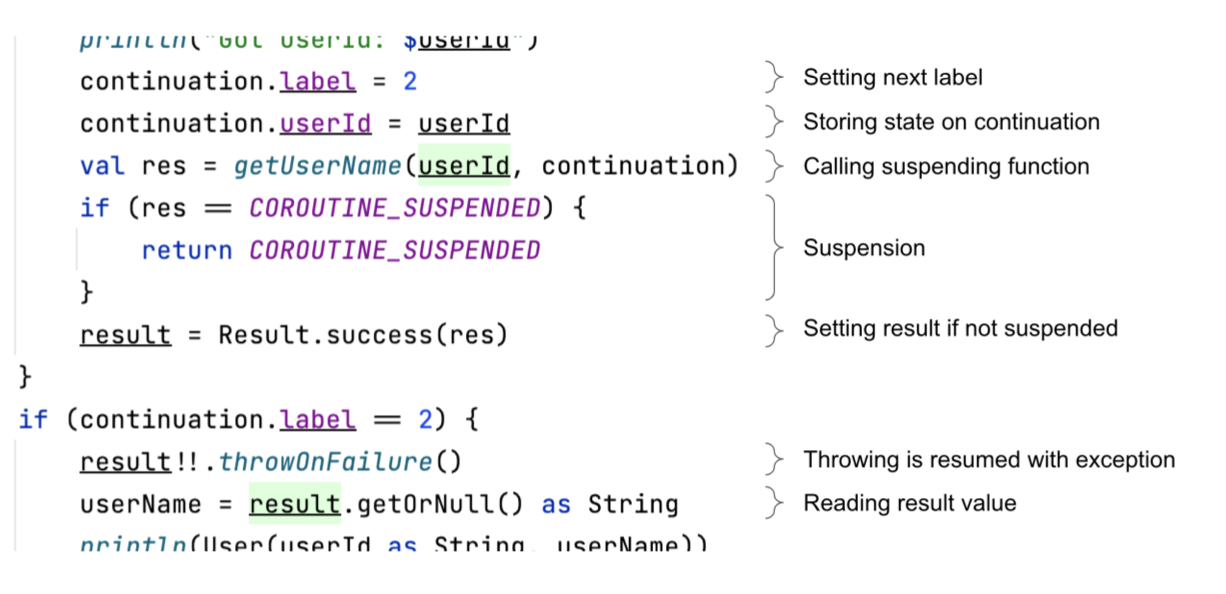 println("Got userId: $userId")
continuation.label = 2 Setting next label
continuation.userId = userId Storing state on continuation
val res = getUserName(userId, continuation) Calling suspending function
if (res == COROUTINE_SUSPENDED) {
return COROUTINE_SUSPENDED Suspension
}
result = Result.success(res) Setting result if not suspended
}
if (continuation.label == 2) {
result!!.throwOnFailure() Throwing is resumed with exception
userName = result.getOrNull() as String Reading result value
println(User(userId as String, userName))